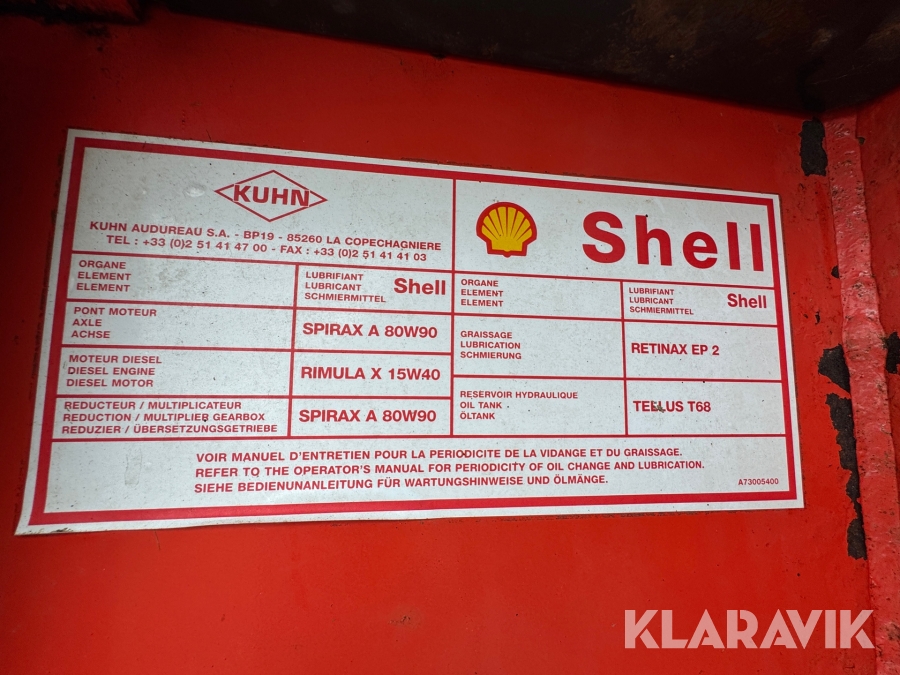 KUHN
KUHN AUDUREAU S.A. - BP19 - 85260 LA COPECHAGNIERE
TEL : +33 (0)2 51 41 47 00 - FAX : +33 (0)2 51 41 41 03
Shell
ORGANE
ELEMENT
ELEMENT
LUBRIFIANT
LUBRICANT
SCHMIERMITTEL
Shell
PONT MOTEUR
AXLE
ACHSE
SPIRAX A 80W90
MOTEUR DIESEL
DIESEL ENGINE
DIESEL MOTOR
RIMULA X 15W40
REDUCTEUR / MULTIPLICATEUR
REDUCTION / MULTIPLIER GEARBOX
REDUZIER / ÜBERSETZUNGSGETRIEBE
SPIRAX A 80W90
ORGANE
ELEMENT
ELEMENT
LUBRIFIANT
LUBRICANT
SCHMIERMITTEL
Shell
GRAISSAGE
LUBRICATION
SCHMIERUNG
RETINAX EP 2
RESERVOIR HYDRAULIQUE
OIL TANK
ÖLTANK
TELLUS T68
VOIR MANUEL D'ENTRETIEN POUR LA PERIODICITE DE LA VIDANGE ET DU GRAISSAGE.
REFER TO THE OPERATOR'S MANUAL FOR PERIODICITY OF OIL CHANGE AND LUBRICATION.
SIEHE BEDIENUNANLEITUNG FÜR WARTUNGSHINWEISE UND ÖLMÄNGE.
A73005400
KLARAVIK